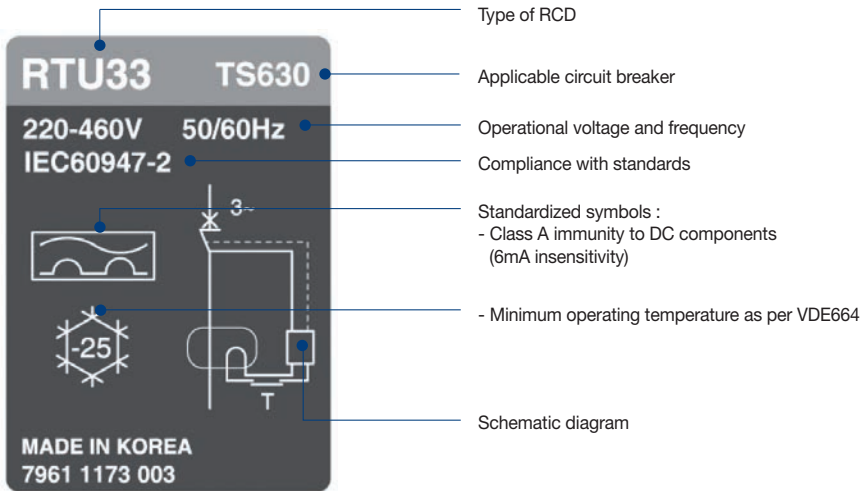 Type of RCD
RTU33 TS630
Applicable circuit breaker
220-460V 50/60Hz
Operational voltage and frequency
IEC60947-2
Compliance with standards
3~
Standardized symbols :
- Class A immunity to DC components
(6mA insensitivity)
-25
- Minimum operating temperature as per VDE664
T
Schematic diagram
MADE IN KOREA
7961 1173 003